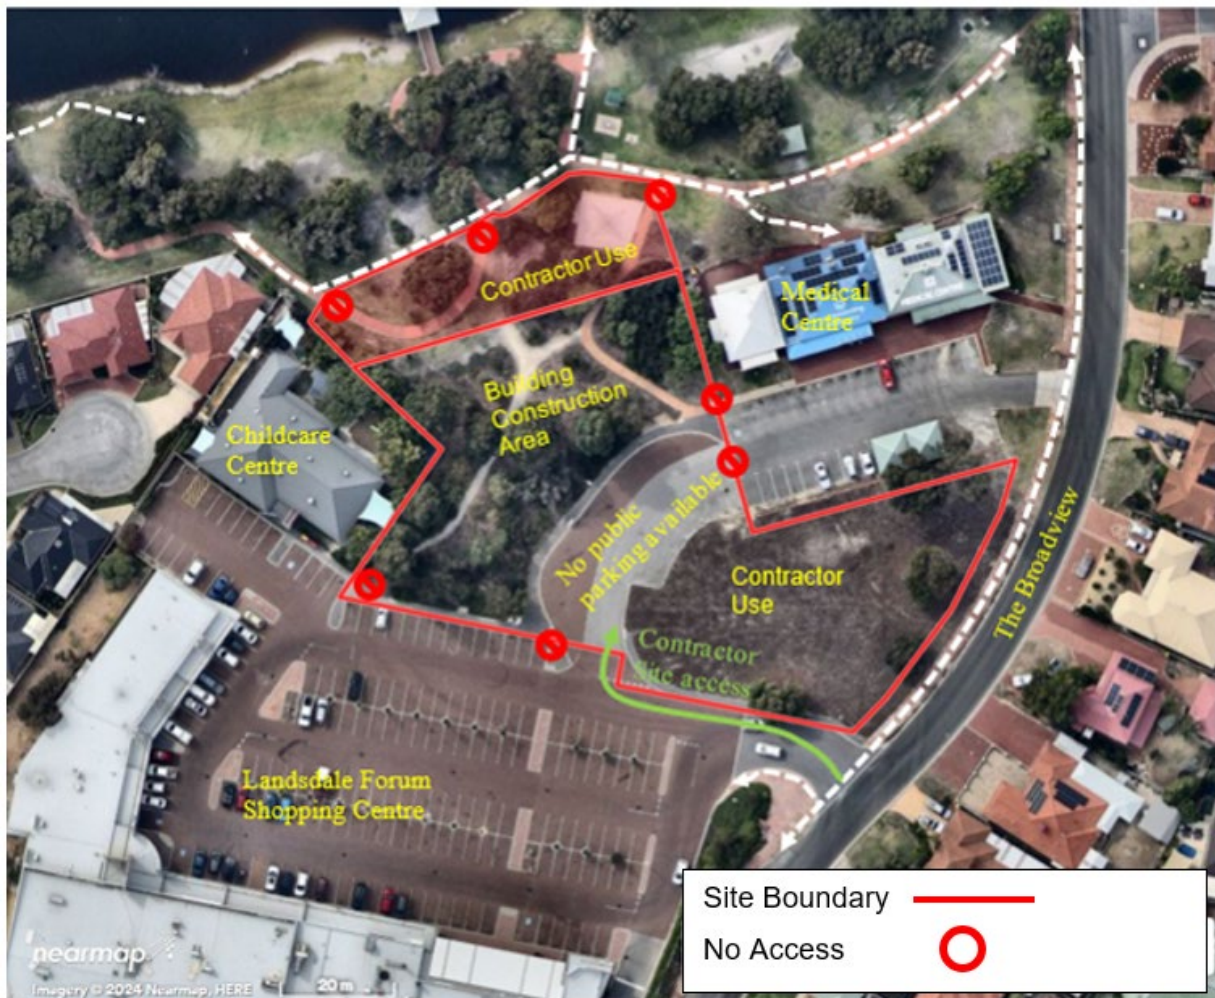 Contractor Use
Medical
Centre
Building
Construction
Area
Childcare
Centre
No public
parking available
Contractor
Use
The Broadview
Contractor
Site access
Landsdale Forum
Shopping Centre
Site Boundary
No Access
nearmap
Imagery © 2024 Nearmap, HERE
20 m